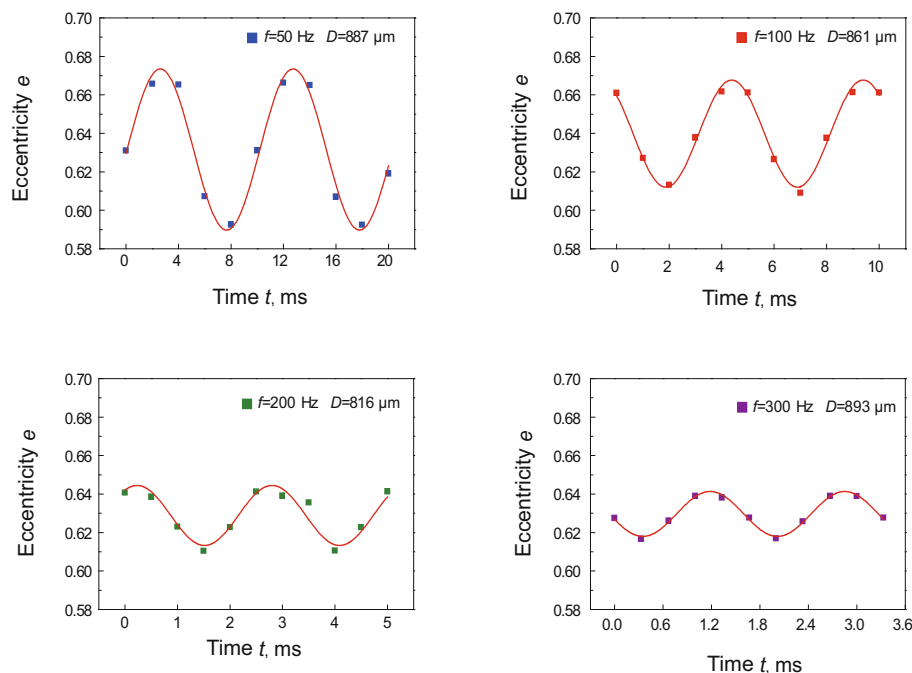 0.70
f=50 Hz D=887 µm
0.68
0.66
0.64
0.62
0.60
0.58
Eccentricity e
0 4 8 12 16 20
Time t, ms
0.70
f=100 Hz D=861 µm
0.68
0.66
0.64
0.62
0.60
0.58
Eccentricity e
0 2 4 6 8 10
Time t, ms
0.70
f=200 Hz D=816 µm
0.68
0.66
0.64
0.62
0.60
0.58
Eccentricity e
0 1 2 3 4 5
Time t, ms
0.70
f=300 Hz D=893 µm
0.68
0.66
0.64
0.62
0.60
0.58
Eccentricity e
0.0 0.6 1.2 1.8 2.4 3.0 3.6
Time t, ms